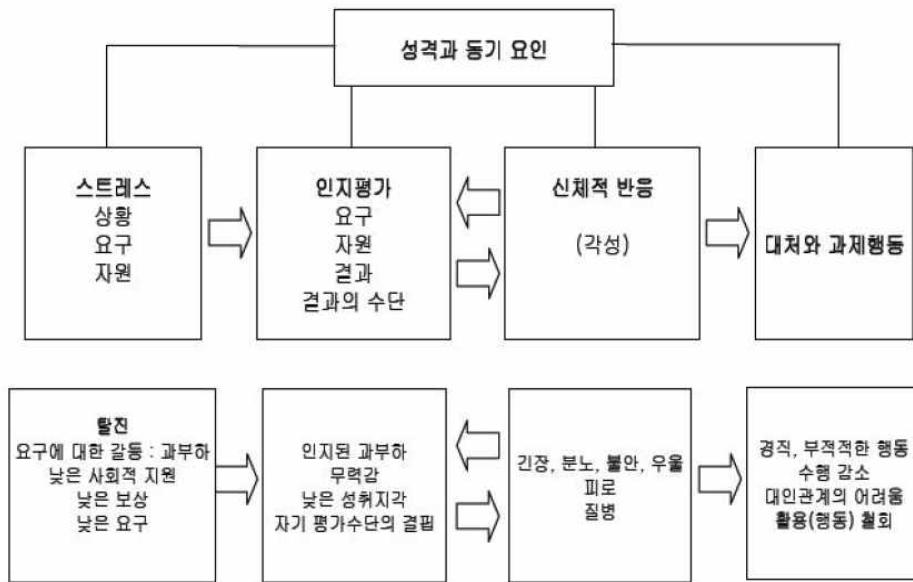 성격과 동기 요인
스트레스
상황
요구
자원
인지평가
요구
자원
결과
결과의 수단
신체적 반응
(각성)
대처와 과제행동
탈진
요구에 대한 갈등 : 과부하
낮은 사회적 지원
낮은 보상
낮은 요구
인지된 과부하
무력감
낮은 성취지각
자기 평가수단의 결핍
긴장, 분노, 불안, 우울
피로
질병
경직, 부적적한 행동
수행 감소
대인관계의 어려움
활용(행동) 철회